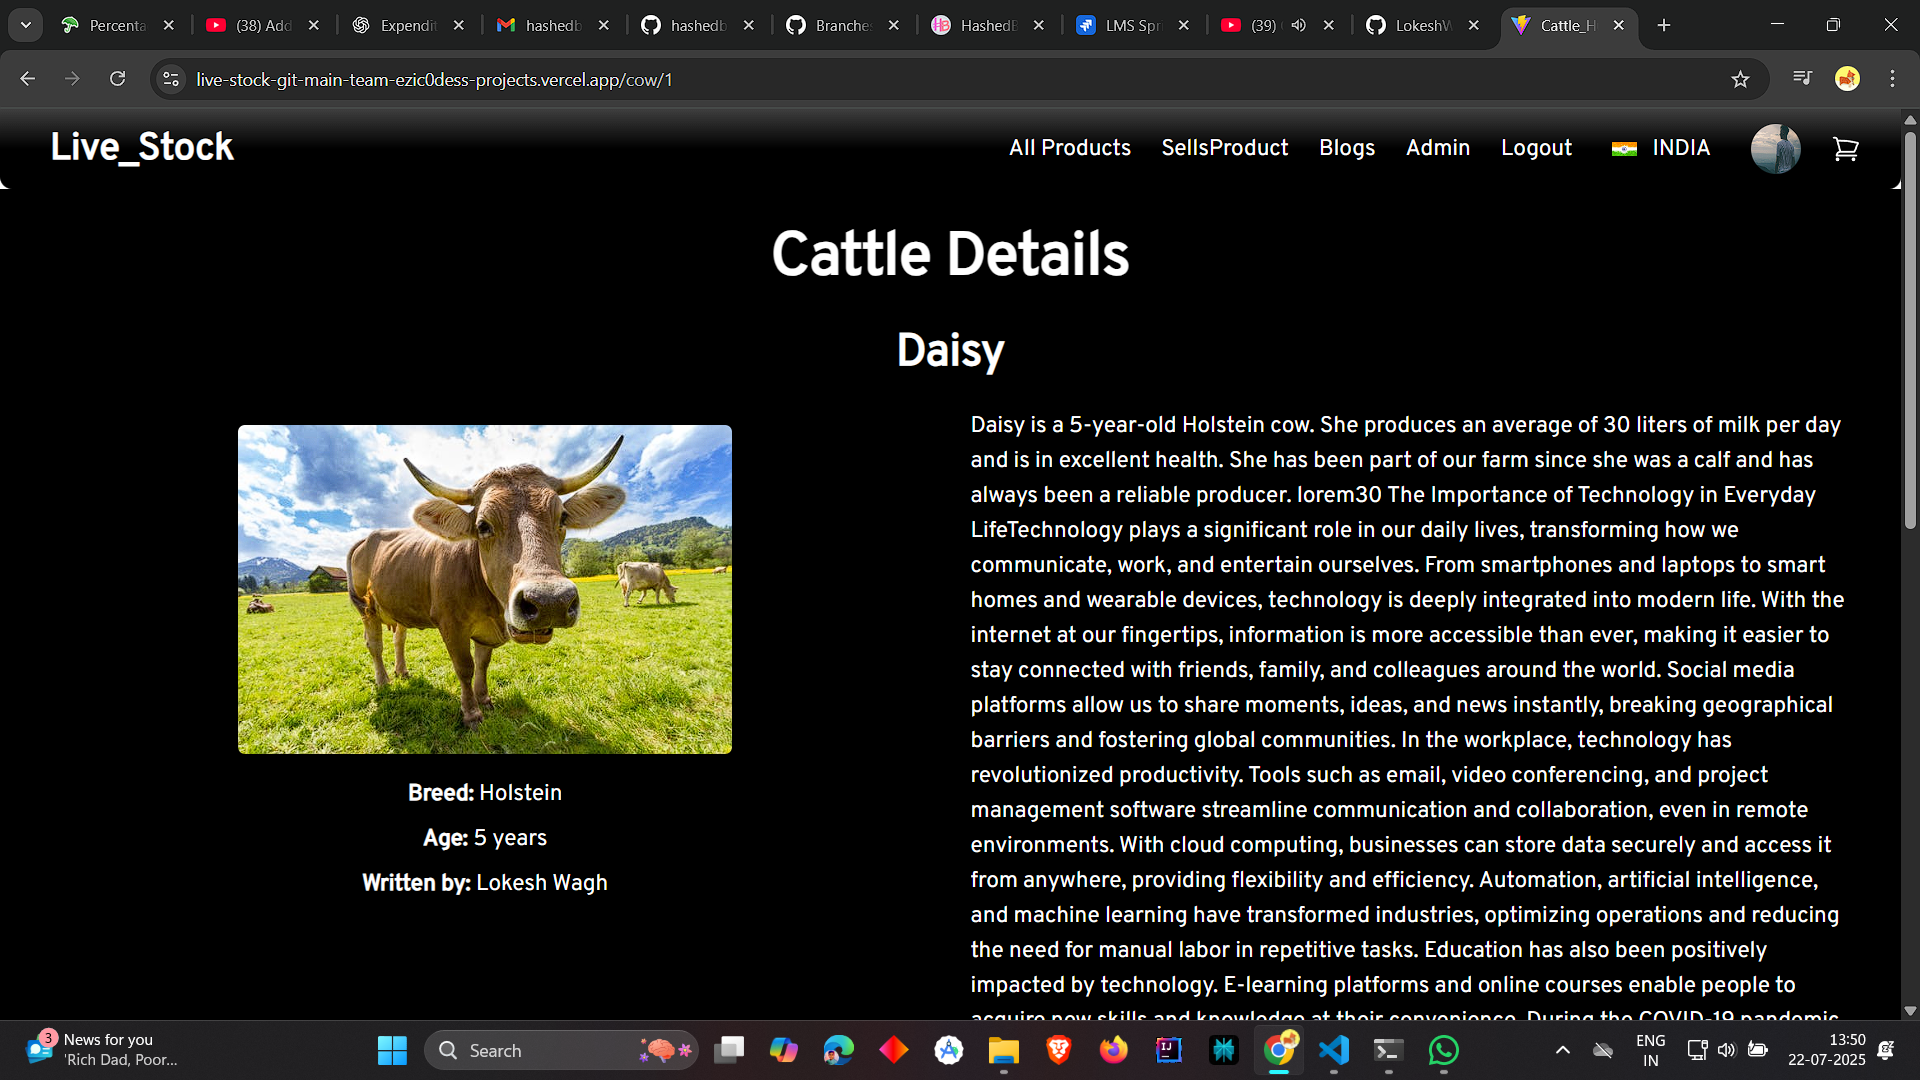 Percenta
(38) Add
Expendit
hashedb
hashedb
Branche
HashedB
LMS Spr
(39)
LokeshW
Cattle_H
live-stock-git-main-team-ezic0dess-projects.vercel.app/cow/1
Live_Stock
All Products
SellsProduct
Blogs
Admin
Logout
INDIA
Cattle Details
Daisy
Breed: Holstein
Age: 5 years
Written by: Lokesh Wagh
Daisy is a 5-year-old Holstein cow. She produces an average of 30 liters of milk per day
and is in excellent health. She has been part of our farm since she was a calf and has
always been a reliable producer. lorem30 The Importance of Technology in Everyday
LifeTechnology plays a significant role in our daily lives, transforming how we
communicate, work, and entertain ourselves. From smartphones and laptops to smart
homes and wearable devices, technology is deeply integrated into modern life. With the
internet at our fingertips, information is more accessible than ever, making it easier to
stay connected with friends, family, and colleagues around the world. Social media
platforms allow us to share moments, ideas, and news instantly, breaking geographical
barriers and fostering global communities. In the workplace, technology has
revolutionized productivity. Tools such as email, video conferencing, and project
management software streamline communication and collaboration, even in remote
environments. With cloud computing, businesses can store data securely and access it
from anywhere, providing flexibility and efficiency. Automation, artificial intelligence,
and machine learning have transformed industries, optimizing operations and reducing
the need for manual labor in repetitive tasks. Education has also been positively
impacted by technology. E-learning platforms and online courses enable people to
acquire new skills and knowledge at their convenience. During the COVID-19 pandemic,
3
News for you
'Rich Dad, Poor...
Search
ENG
IN
13:50
22-07-2025